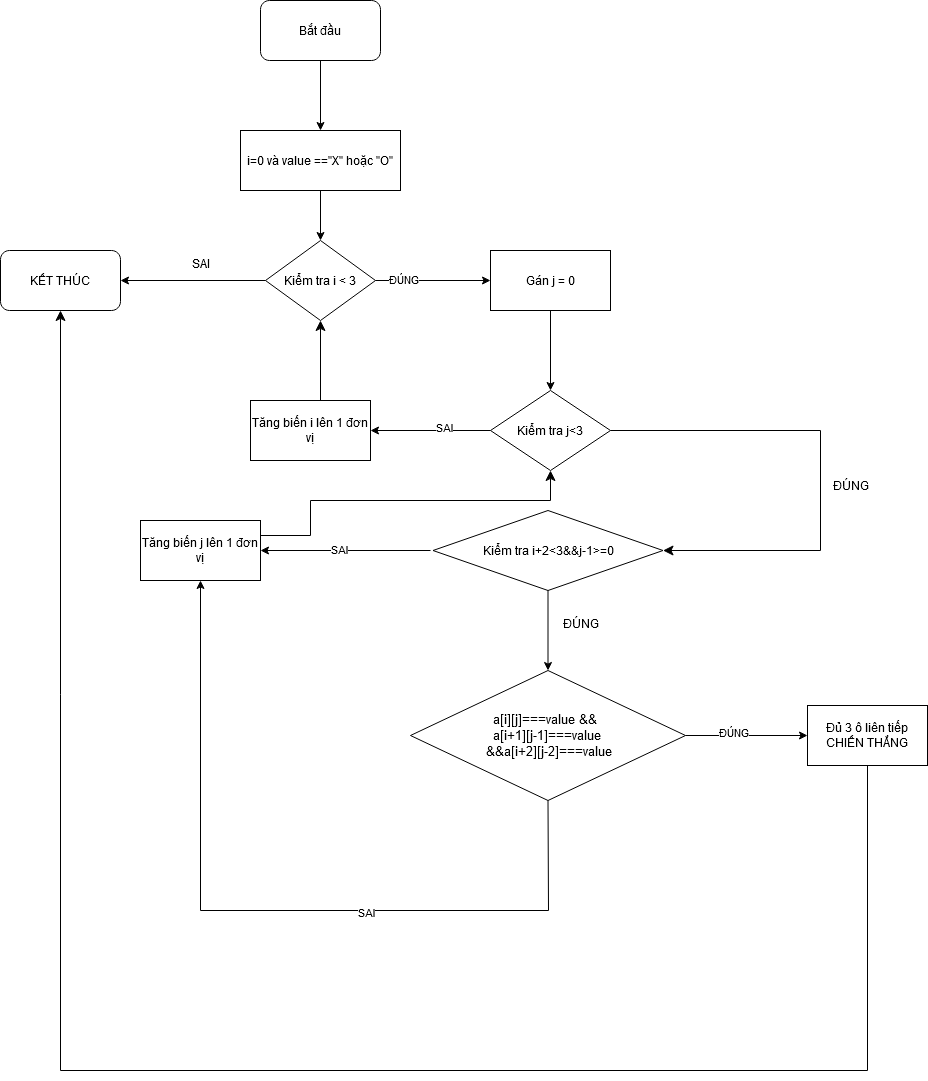 Bắt đầu
i=0 và value =="X" hoặc "O"
SAI
KẾT THÚC
Kiểm tra i < 3
ĐÚNG
Gán j = 0
Tăng biến i lên 1 đơn
vị
SAI
Kiểm tra j<3
ĐÚNG
Tăng biến j lên 1 đơn
vị
SAI
Kiểm tra i+2<3&&j-1>=0
ĐÚNG
a[i][j]===value &&
a[i+1][j-1]===value
&&a[i+2][j-2]===value
ĐÚNG
Đủ 3 ô liên tiếp
CHIẾN THẮNG
SAI